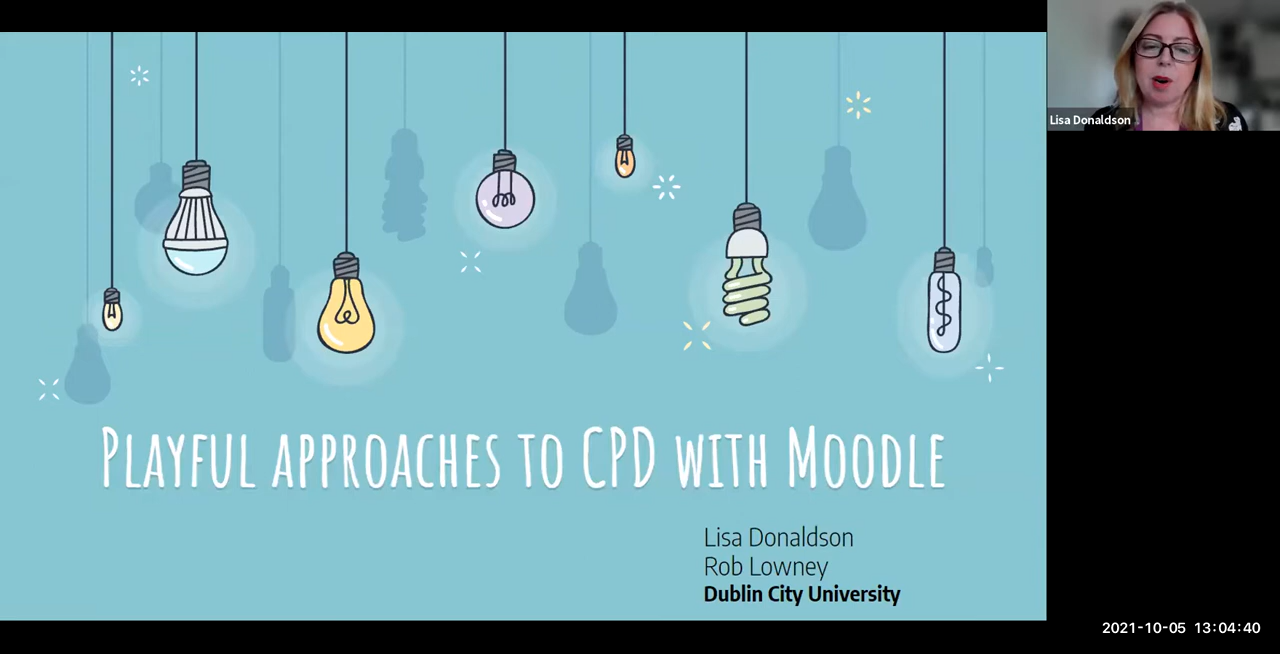 Lisa Donaldson
Playful approaches to CPD with Moodle
Lisa Donaldson
Rob Lowney
Dublin City University
2021-10-05 13:04:40